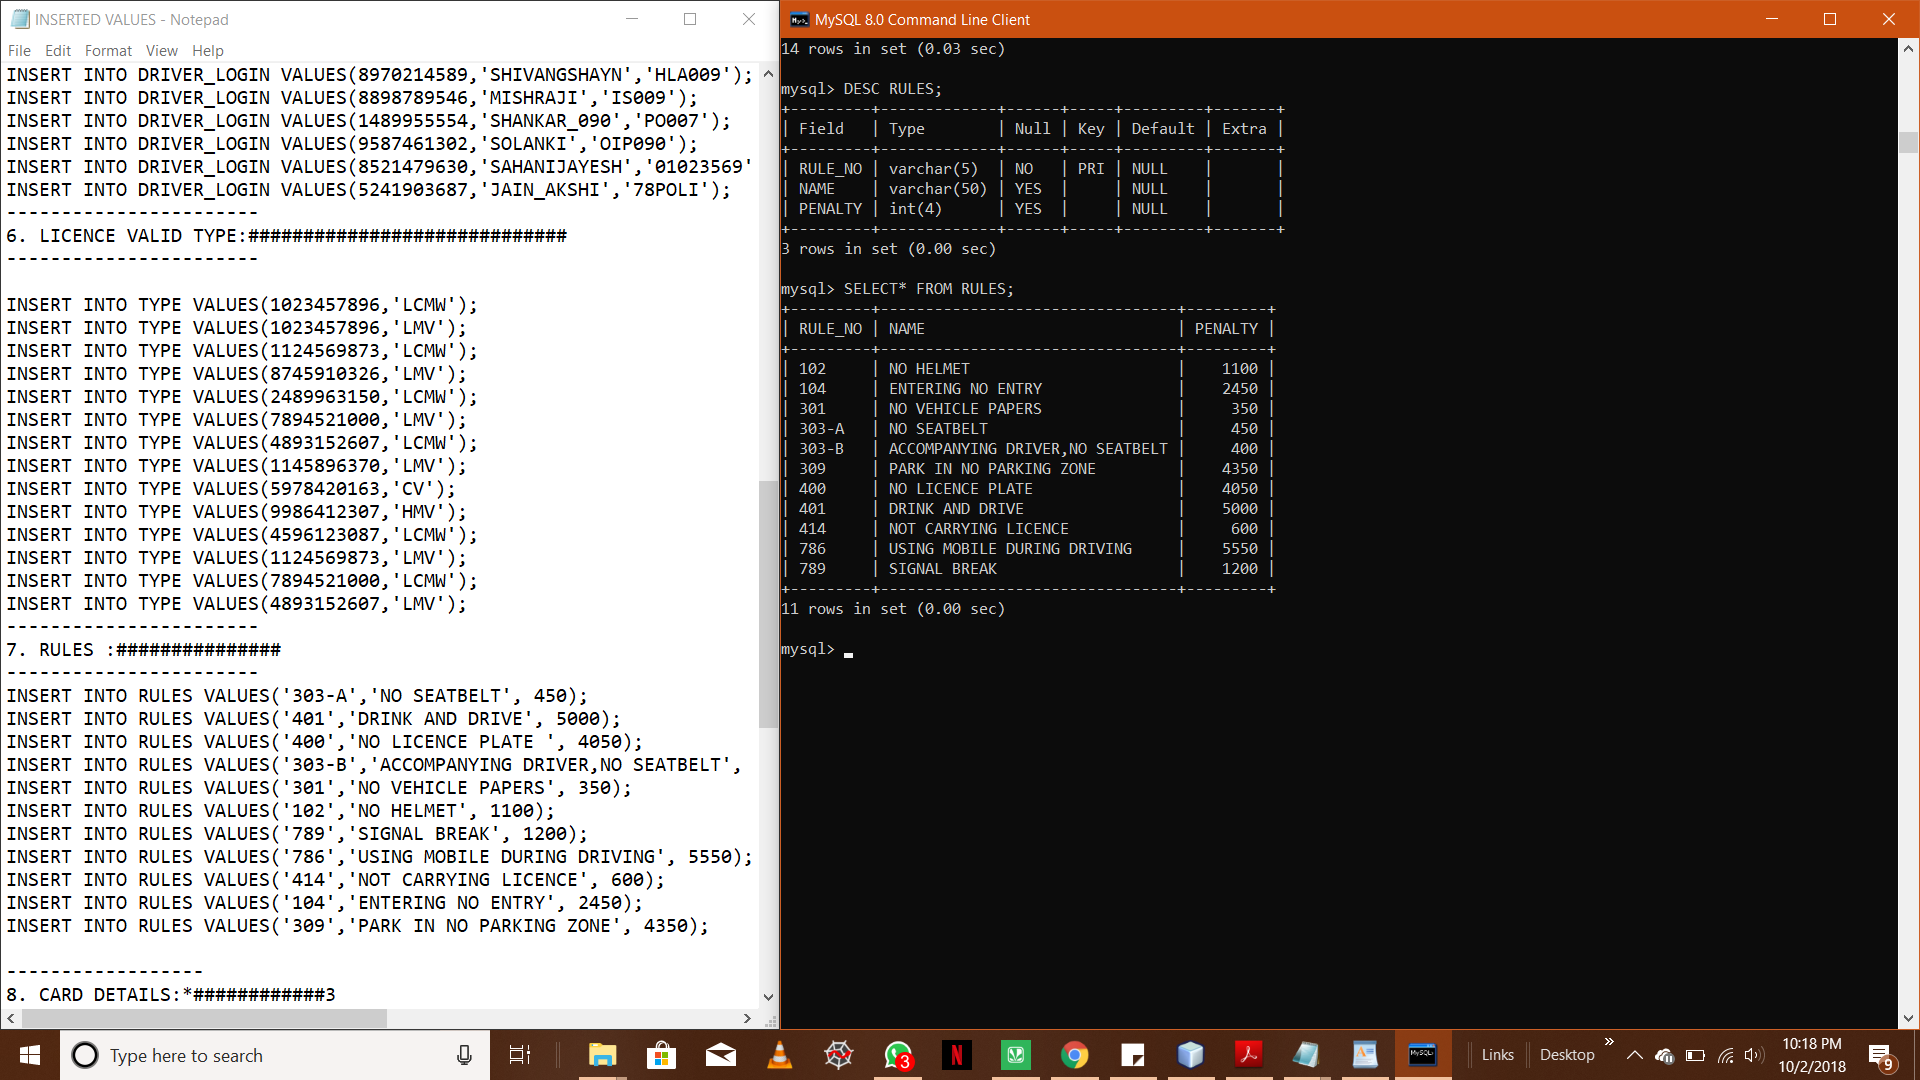 INSERTED VALUES - Notepad
File Edit Format View Help
INSERT INTO DRIVER_LOGIN VALUES(8970214589,'SHIVANGSHAYN','HLA009');
INSERT INTO DRIVER_LOGIN VALUES(8898789546,'MISHRAJI','IS009');
INSERT INTO DRIVER_LOGIN VALUES(1489955554,'SHANKAR_090','PO007');
INSERT INTO DRIVER_LOGIN VALUES(9587461302,'SOLANKI','OIP090');
INSERT INTO DRIVER_LOGIN VALUES(8521479630,'SAHANIJAYESH','01023569'
INSERT INTO DRIVER_LOGIN VALUES(5241903687,'JAIN_AKSHI','78POLI');
-----------------------
6. LICENCE VALID TYPE:#############################
-----------------------
INSERT INTO TYPE VALUES(1023457896,'LCMW');
INSERT INTO TYPE VALUES(1023457896,'LMV');
INSERT INTO TYPE VALUES(1124569873,'LCMW');
INSERT INTO TYPE VALUES(8745910326,'LMV');
INSERT INTO TYPE VALUES(2489963150,'LCMW');
INSERT INTO TYPE VALUES(7894521000,'LMV');
INSERT INTO TYPE VALUES(4893152607,'LCMW');
INSERT INTO TYPE VALUES(1145896370,'LMV');
INSERT INTO TYPE VALUES(5978420163,'CV');
INSERT INTO TYPE VALUES(9986412307,'HMV');
INSERT INTO TYPE VALUES(4596123087,'LCMW');
INSERT INTO TYPE VALUES(1124569873,'LMV');
INSERT INTO TYPE VALUES(7894521000,'LCMW');
INSERT INTO TYPE VALUES(4893152607,'LMV');
-----------------------
7. RULES :###############
-----------------------
INSERT INTO RULES VALUES('303-A','NO SEATBELT', 450);
INSERT INTO RULES VALUES('401','DRINK AND DRIVE', 5000);
INSERT INTO RULES VALUES('400','NO LICENCE PLATE ', 4050);
INSERT INTO RULES VALUES('303-B','ACCOMPANYING DRIVER,NO SEATBELT',
INSERT INTO RULES VALUES('301','NO VEHICLE PAPERS', 350);
INSERT INTO RULES VALUES('102','NO HELMET', 1100);
INSERT INTO RULES VALUES('789','SIGNAL BREAK', 1200);
INSERT INTO RULES VALUES('786','USING MOBILE DURING DRIVING', 5550);
INSERT INTO RULES VALUES('414','NOT CARRYING LICENCE', 600);
INSERT INTO RULES VALUES('104','ENTERING NO ENTRY', 2450);
INSERT INTO RULES VALUES('309','PARK IN NO PARKING ZONE', 4350);
------------------
8. CARD DETAILS:*############3
MySQL 8.0 Command Line Client
14 rows in set (0.03 sec)
mysql> DESC RULES;
+---------+-------------+------+-----+---------+-------+
| Field   | Type        | Null | Key | Default | Extra |
+---------+-------------+------+-----+---------+-------+
| RULE_NO | varchar(5)  | NO   | PRI | NULL    |       |
| NAME    | varchar(50) | YES  |     | NULL    |       |
| PENALTY | int(4)      | YES  |     | NULL    |       |
+---------+-------------+------+-----+---------+-------+
3 rows in set (0.00 sec)
mysql> SELECT* FROM RULES;
+---------+---------------------------------+---------+
| RULE_NO | NAME                            | PENALTY |
+---------+---------------------------------+---------+
| 102     | NO HELMET                       |    1100 |
| 104     | ENTERING NO ENTRY               |    2450 |
| 301     | NO VEHICLE PAPERS               |     350 |
| 303-A   | NO SEATBELT                     |     450 |
| 303-B   | ACCOMPANYING DRIVER,NO SEATBELT |     400 |
| 309     | PARK IN NO PARKING ZONE         |    4350 |
| 400     | NO LICENCE PLATE                |    4050 |
| 401     | DRINK AND DRIVE                 |    5000 |
| 414     | NOT CARRYING LICENCE            |     600 |
| 786     | USING MOBILE DURING DRIVING     |    5550 |
| 789     | SIGNAL BREAK                    |    1200 |
+---------+---------------------------------+---------+
11 rows in set (0.00 sec)
mysql>
Type here to search
3
N
MySQL
Links
Desktop
10:18 PM
10/2/2018
9